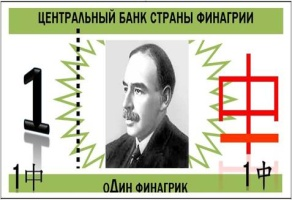 ЦЕНТРАЛЬНЫЙ БАНК СТРАНЫ ФИНАГРИИ
1 中
1中 1中
оДин ФИНАГРИК